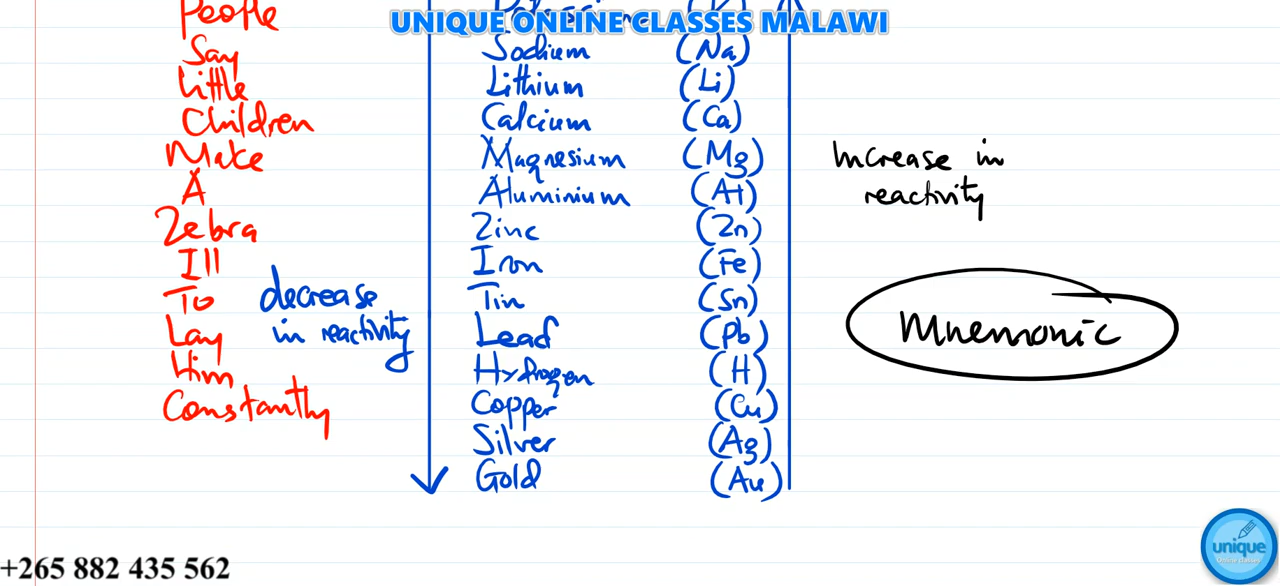 UNIQUE ONLINE CLASSES MALAWI
People
Say Sodium (Na)
Little Lithium (Li)
Children Calcium (Ca)
Make Magnesium (Mg) Increase in
A Aluminium (Al) reactivity
Zebra Zinc (Zn)
Ill Iron (Fe)
To decrease Tin (Sn)
Lay in reactivity Lead (Pb) Mnemonic
Him Hydrogen (H)
Constantly Copper (Cu)
Silver (Ag)
Gold (Au)
unique
Online classes
+265 882 435 562